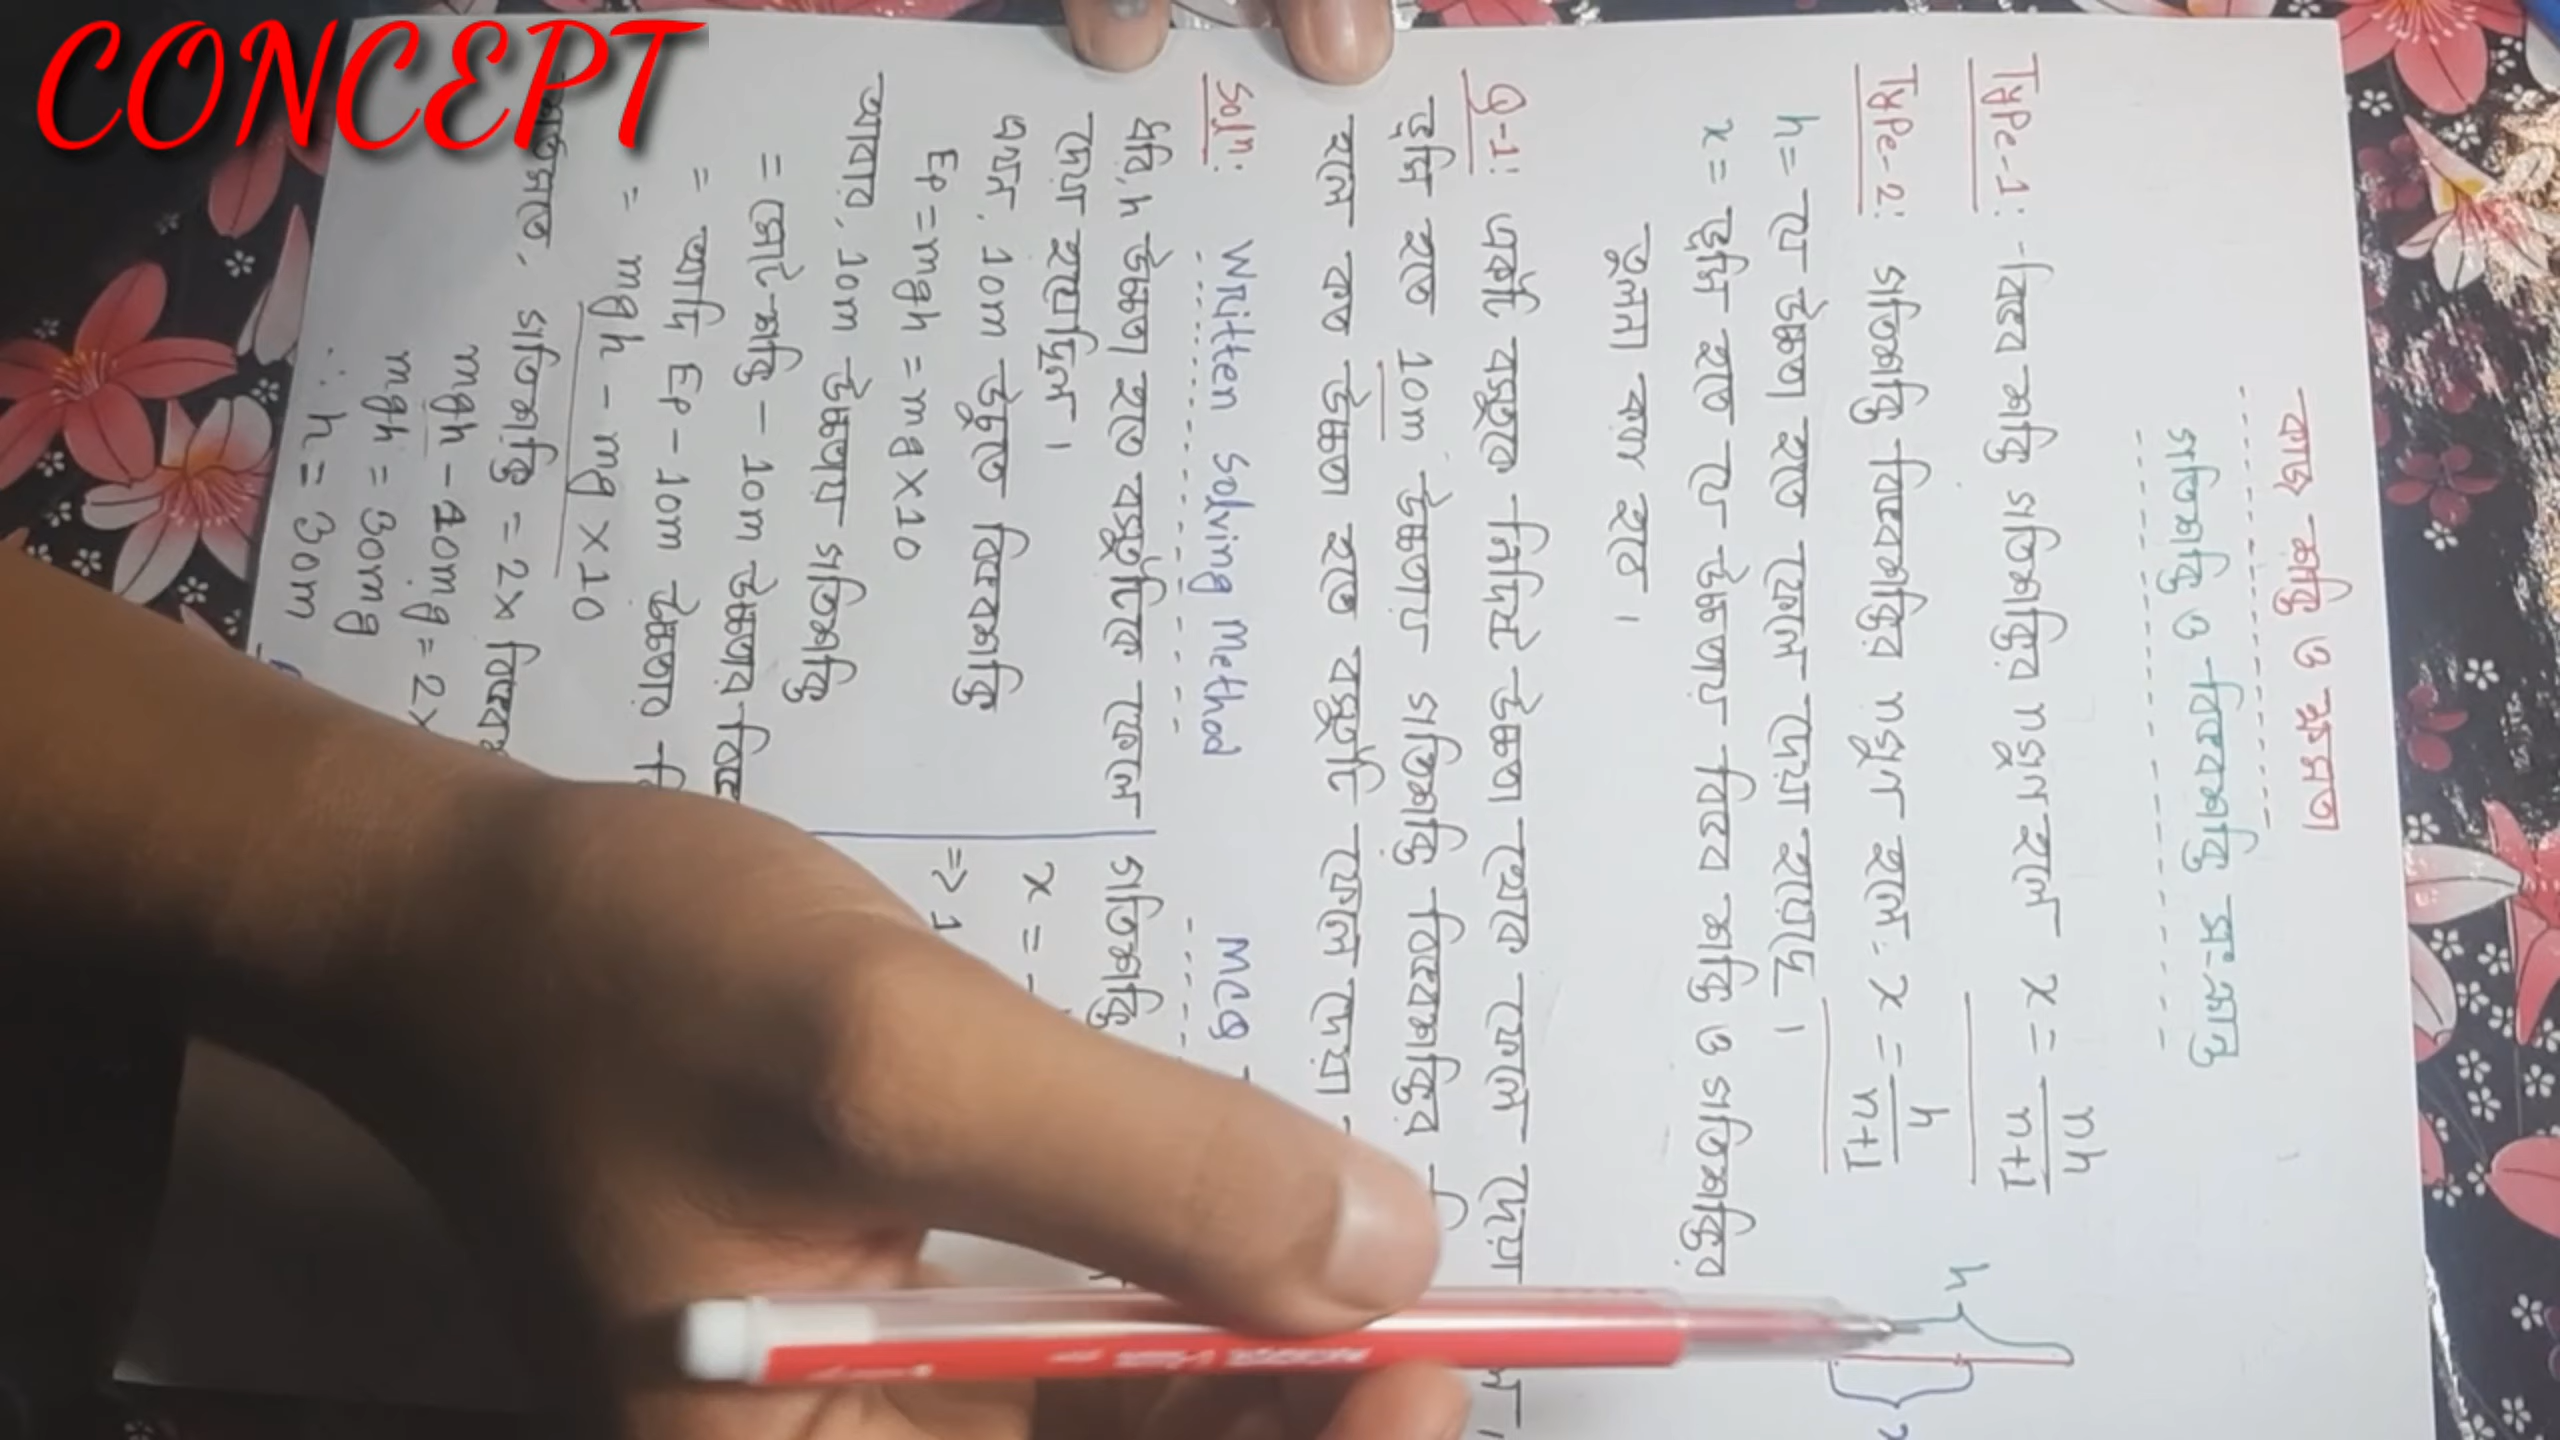 CONCEPT
কাজ শক্তি ও ক্ষমতা
গতিশক্তি ও বিভবশক্তি সংক্রান্ত
Type-1: বিভব শক্তি গতিশক্তির n গুন হলে x = nh/n+1
Type-2: গতিশক্তি বিভবশক্তির n গুন হলে: x = h/n+1
h = যে উচ্চতা হতে ফেলে দেয়া হয়েছে।
x = ভূমি হতে যে উচ্চতায় বিভব শক্তি ও গতিশক্তির
তুলনা করা হবে।
h
Q-1: একটি বস্তুকে নির্দিষ্ট উচ্চতা থেকে ফেলে দেয়া
ভূমি হতে 10m উচ্চতায় গতিশক্তি বিভবশক্তির
হলে কত উচ্চতা হতে বস্তুটি ফেলে দেয়া
Soln: Written Solving Method
ধরি, h উচ্চতা হতে বস্তুটিকে ফেলে
দেয়া হয়েছিল।
এখন, 10m উঁচুতে বিভবশক্তি
Ep = mgh = mg×10
আবার, 10m উচ্চতায় গতিশক্তি
= মোট শক্তি - 10m উচ্চতার
= আদি Ep - 10m উচ্চতার
= mgh - mg×10
গতিশক্তি = 2×
mgh - 10mg = 2×
mgh = 30mg
∴ h = 30m
MCQ
গতিশক্তি
x =
=> 1